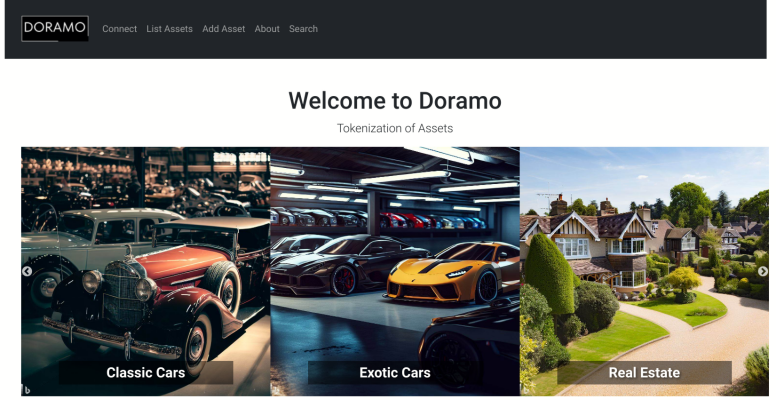 DORAMO
Connect List Assets Add Asset About Search
Welcome to Doramo
Tokenization of Assets
Classic Cars
Exotic Cars
Real Estate
b